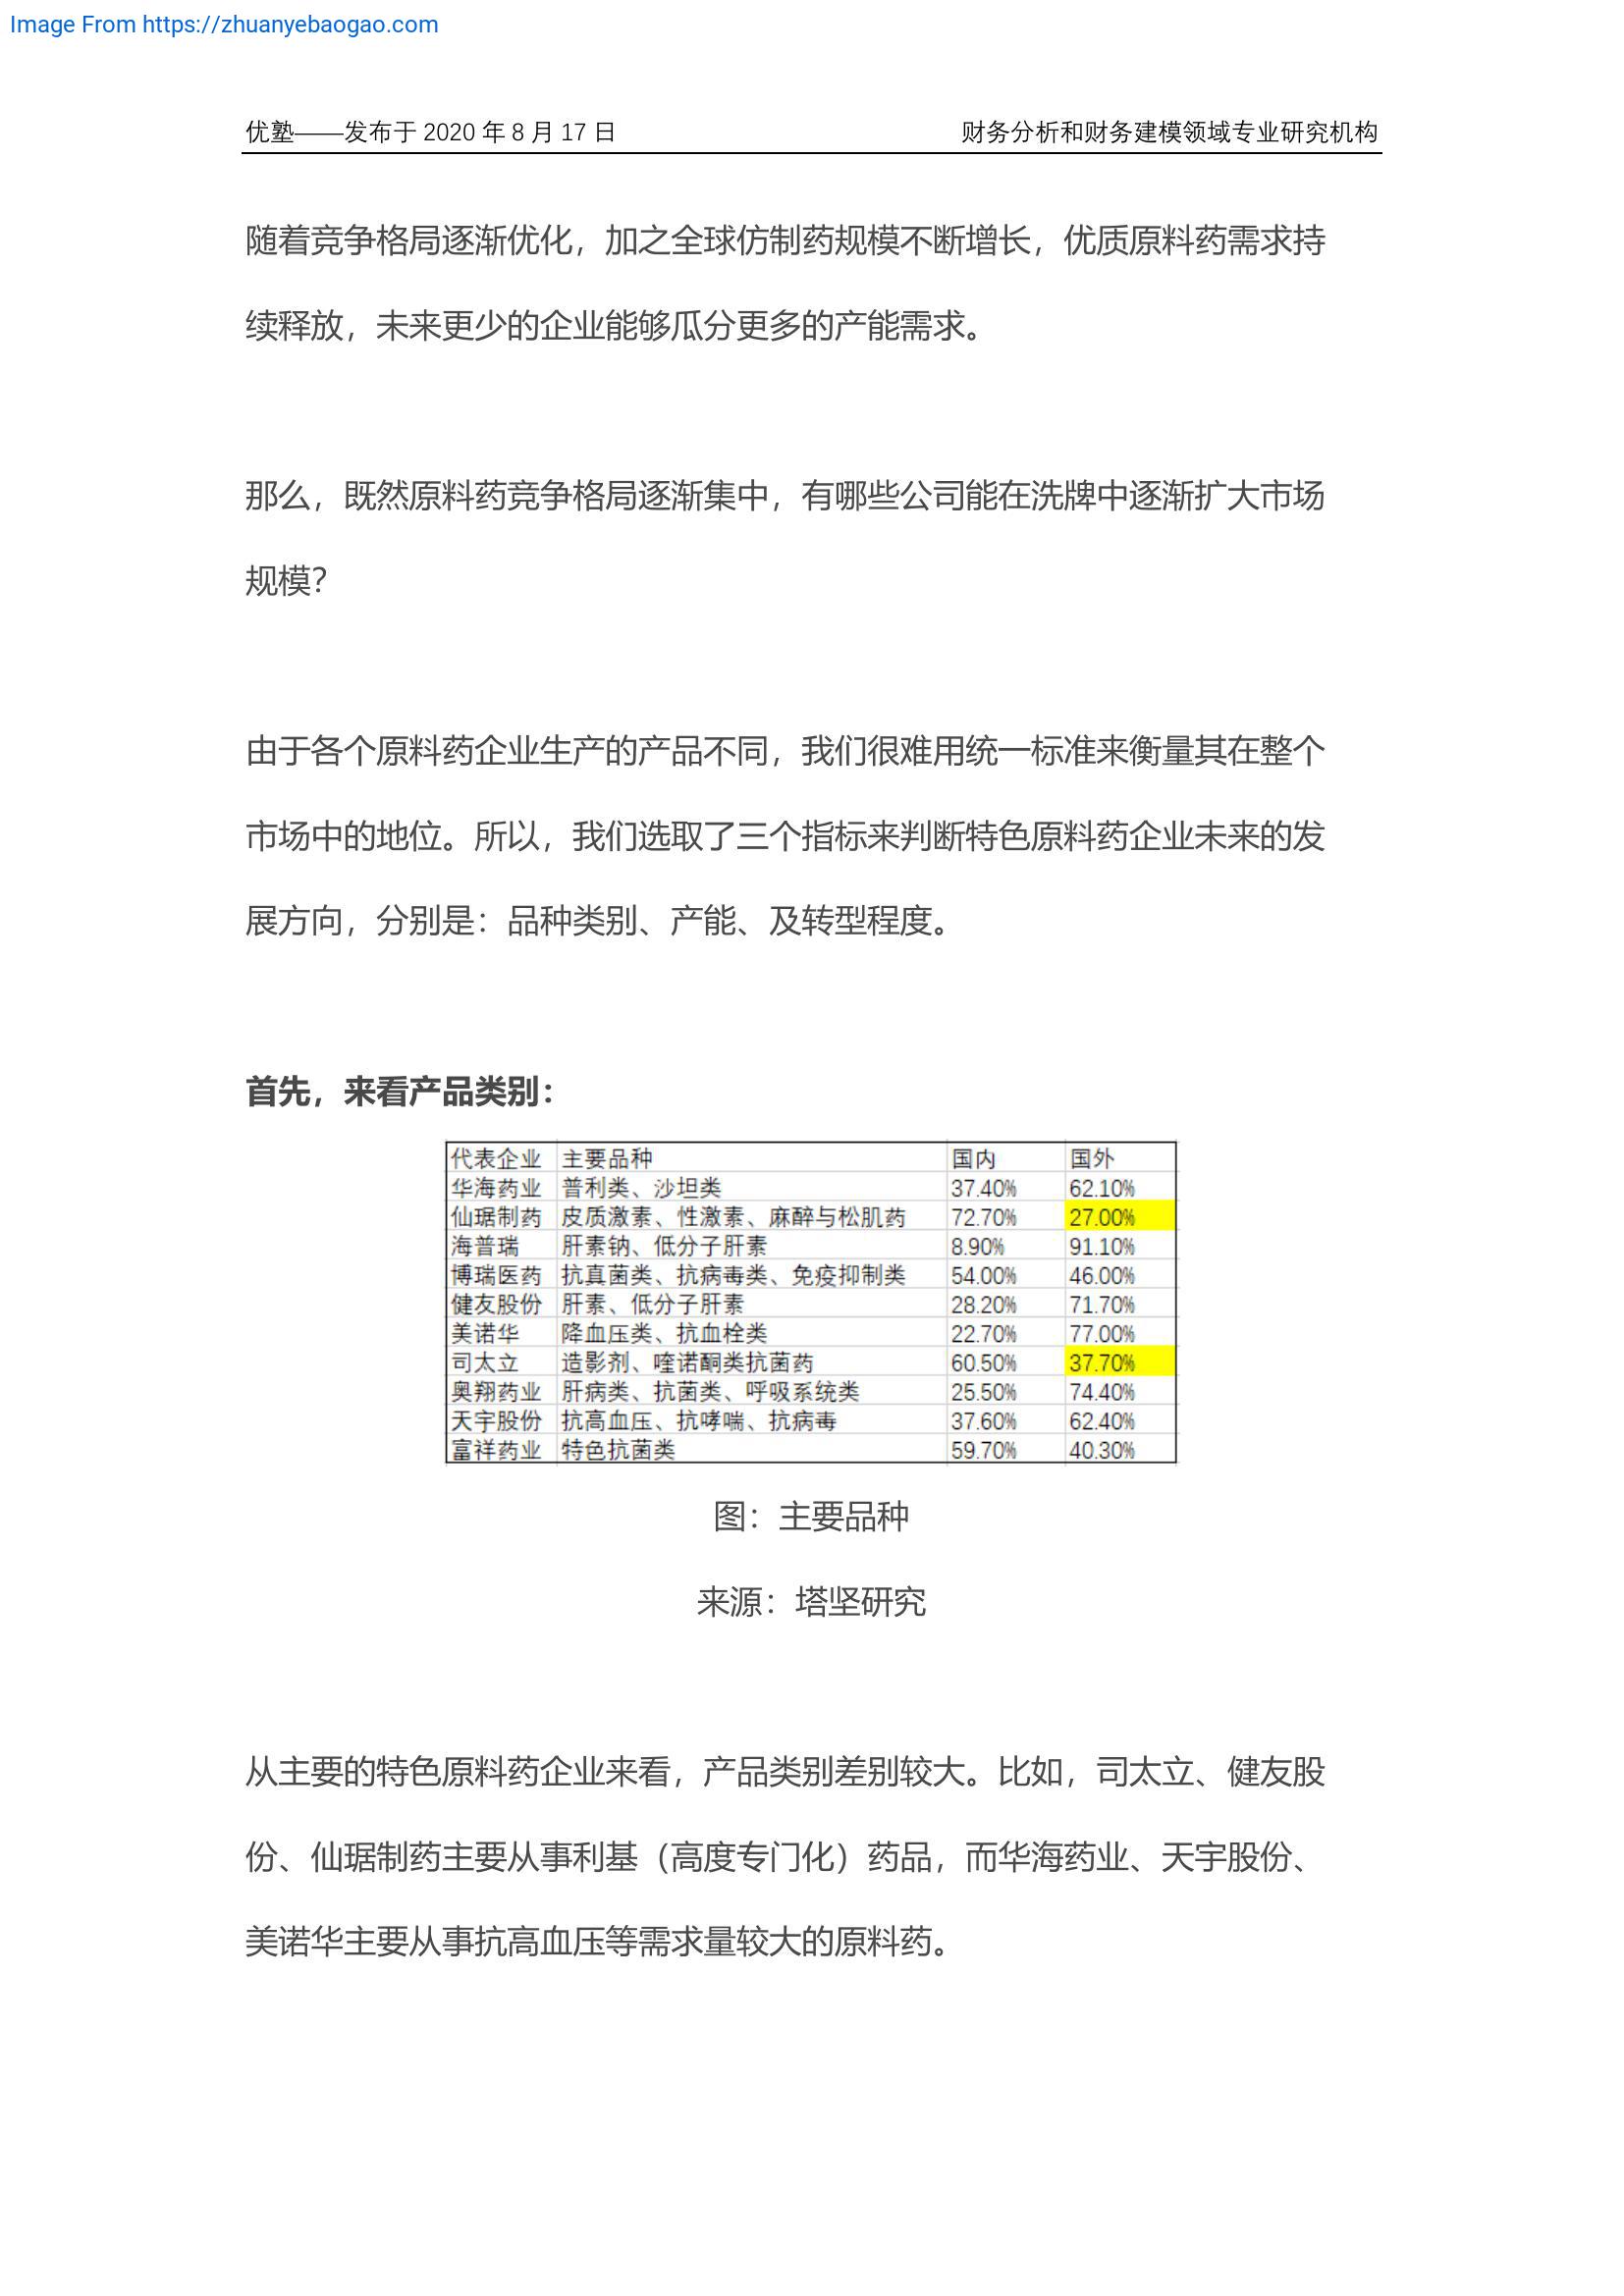 Image From https://zhuanyebaogao.com
优塾——发布于 2020 年 8 月 17 日 财务分析和财务建模领域专业研究机构
随着竞争格局逐渐优化，加之全球仿制药规模不断增长，优质原料药需求持
续释放，未来更少的企业能够瓜分更多的产能需求。
那么，既然原料药竞争格局逐渐集中，有哪些公司能在洗牌中逐渐扩大市场
规模？
由于各个原料药企业生产的产品不同，我们很难用统一标准来衡量其在整个
市场中的地位。所以，我们选取了三个指标来判断特色原料药企业未来的发
展方向，分别是：品种类别、产能、及转型程度。
首先，来看产品类别：
代表企业 主要品种 国内 国外
华海药业 普利类、沙坦类 37.40% 62.10%
仙琚制药 皮质激素、性激素、麻醉与松肌药 72.70% 27.00%
海普瑞 肝素钠、低分子肝素 8.90% 91.10%
博瑞医药 抗真菌类、抗病毒类、免疫抑制类 54.00% 46.00%
健友股份 肝素、低分子肝素 28.20% 71.70%
美诺华 降血压类、抗血栓类 22.70% 77.00%
司太立 造影剂、喹诺酮类抗菌药 60.50% 37.70%
奥翔药业 肝病类、抗菌类、呼吸系统类 25.50% 74.40%
天宇股份 抗高血压、抗哮喘、抗病毒 37.60% 62.40%
富祥药业 特色抗菌类 59.70% 40.30%
图：主要品种
来源：塔坚研究
从主要的特色原料药企业来看，产品类别差别较大。比如，司太立、健友股
份、仙琚制药主要从事利基（高度专门化）药品，而华海药业、天宇股份、
美诺华主要从事抗高血压等需求量较大的原料药。